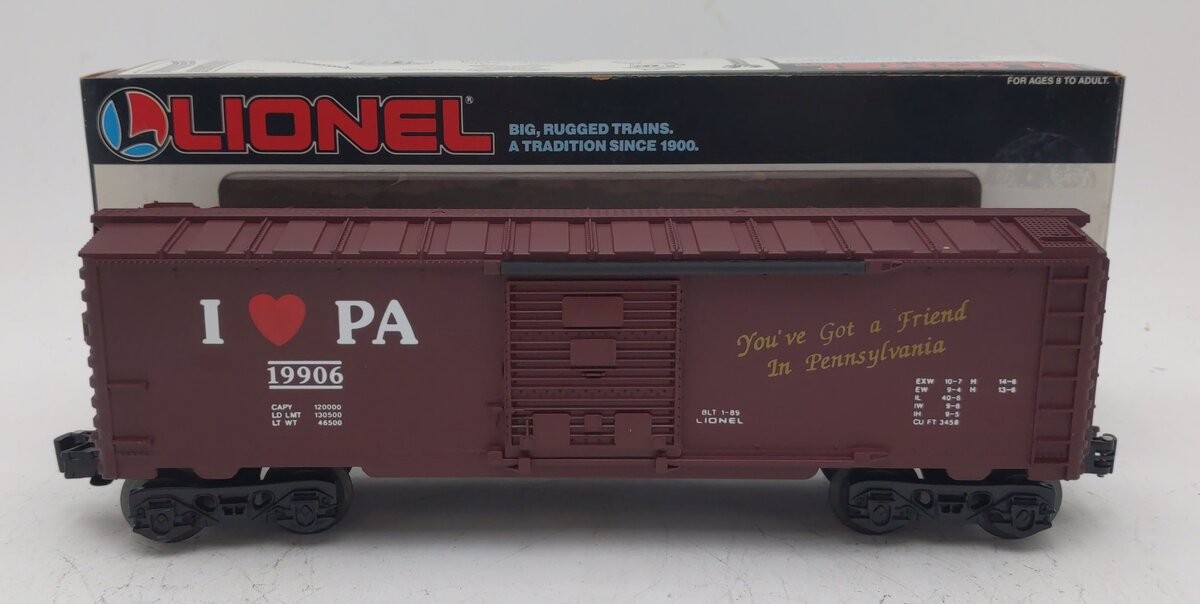 FOR AGES 8 TO ADULT.
LIONEL®
BIG, RUGGED TRAINS.
A TRADITION SINCE 1900.
I ❤ PA
19906
CAPY 120000
LD LMT 130500
LT WT 46500
You've Got a Friend
In Pennsylvania
BLT 1-89
LIONEL
EXW 10-7 H 14-6
EW 9-4 H 13-6
IL 40-6
IW 9-6
IH 9-5
CU FT 3458